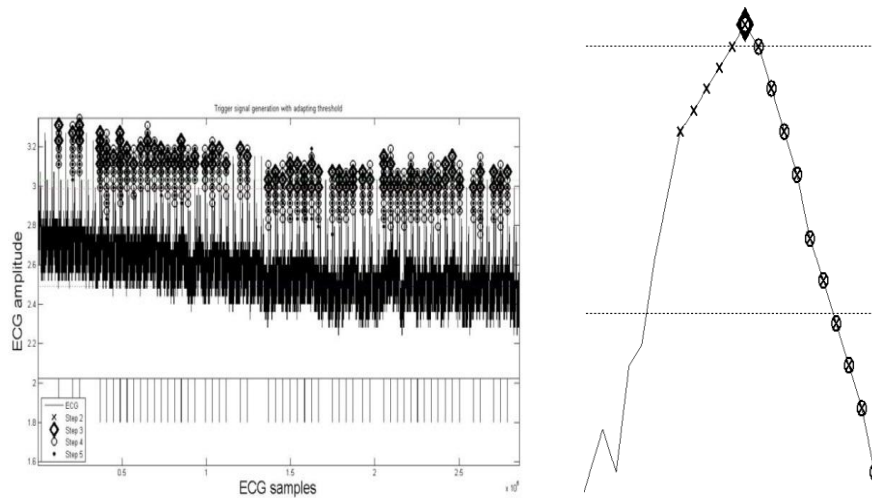 Trigger signal generation with adapting threshold
3.2
3
2.8
2.6
2.4
2.2
2
1.8
1.6
ECG amplitude
ECG
Step 2
Step 3
Step 4
Step 5
0.5
1
1.5
2
2.5
ECG samples